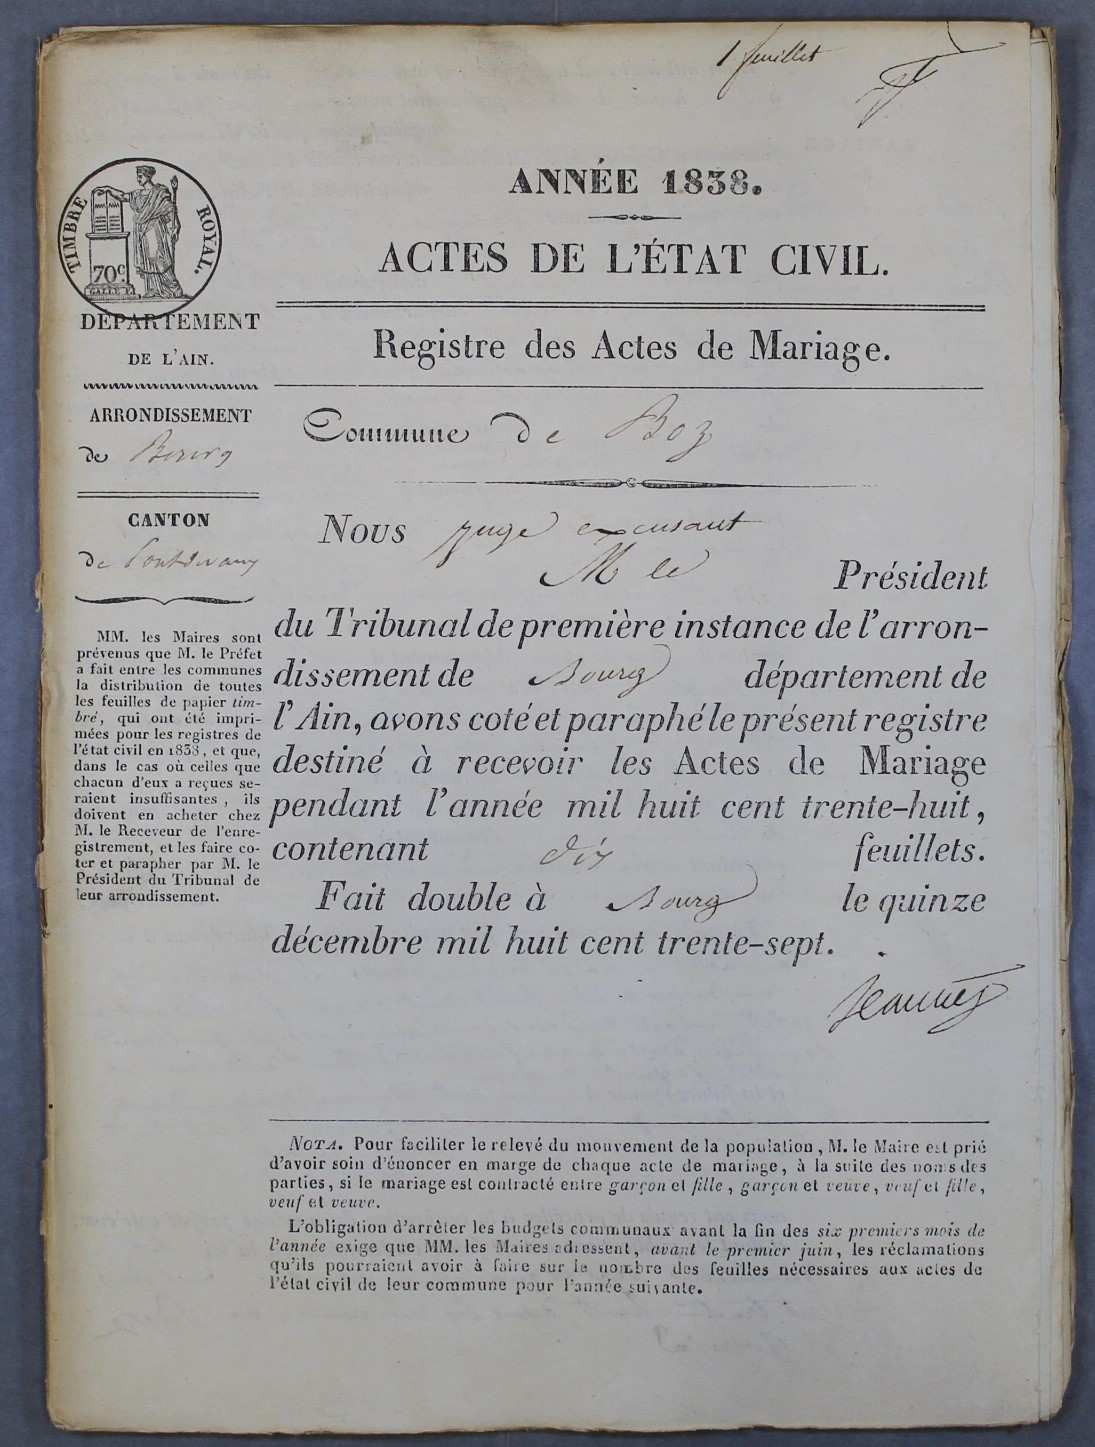 1 feuillet
TIMBRE ROYAL.
70c
GALLE F.
ANNÉE 1838.
ACTES DE L'ÉTAT CIVIL.
Registre des Actes de Mariage.
DÉPARTEMENT
DE L'AIN.
ARRONDISSEMENT
de Bourg
CANTON
de Pontdevaux
MM. les Maires sont
prévenus que M. le Préfet
a fait entre les communes
la distribution de toutes
les feuilles de papier tim-
bré, qui ont été impri-
mées pour les registres de
l'état civil en 1838, et que,
dans le cas où celles que
chacun d'eux a reçues se-
raient insuffisantes, ils
doivent en acheter chez
M. le Receveur de l'enre-
gistrement, et les faire co-
ter et parapher par M. le
Président du Tribunal de
leur arrondissement.
Commune de Boz
Nous juge excusant
M le Président
du Tribunal de première instance de l'arron-
dissement de Bourg département de
l'Ain, avons coté et paraphé le présent registre
destiné à recevoir les Actes de Mariage
pendant l'année mil huit cent trente-huit,
contenant dix feuillets.
Fait double à Bourg le quinze
décembre mil huit cent trente-sept.
NOTA. Pour faciliter le relevé du mouvement de la population, M. le Maire est prié
d'avoir soin d'énoncer en marge de chaque acte de mariage, à la suite des noms des
parties, si le mariage est contracté entre garçon et fille, garçon et veuve, veuf et fille,
veuf et veuve.
L'obligation d'arrêter les budgets communaux avant la fin des six premiers mois de
l'année exige que MM. les Maires adressent, avant le premier juin, les réclamations
qu'ils pourraient avoir à faire sur le nombre des feuilles nécessaires aux actes de
l'état civil de leur commune pour l'année suivante.